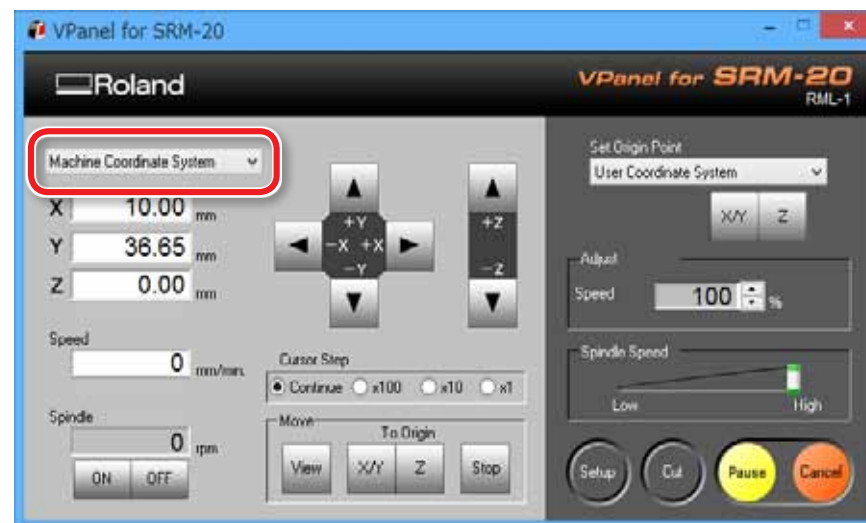 VPanel for SRM-20
Roland
VPanel for SRM-20
RML-1
Machine Coordinate System
X 10.00 mm
Y 36.65 mm
Z 0.00 mm
Speed
0 mm/min.
Spindle
0 rpm
ON OFF
+Y
-X +X
-Y
+Z
-Z
Cursor Step
Continue x100 x10 x1
Move
To Origin
View X/Y Z Stop
Set Origin Point
User Coordinate System
X/Y Z
Adjust
Speed 100 %
Spindle Speed
Low High
Setup Cut Pause Cancel